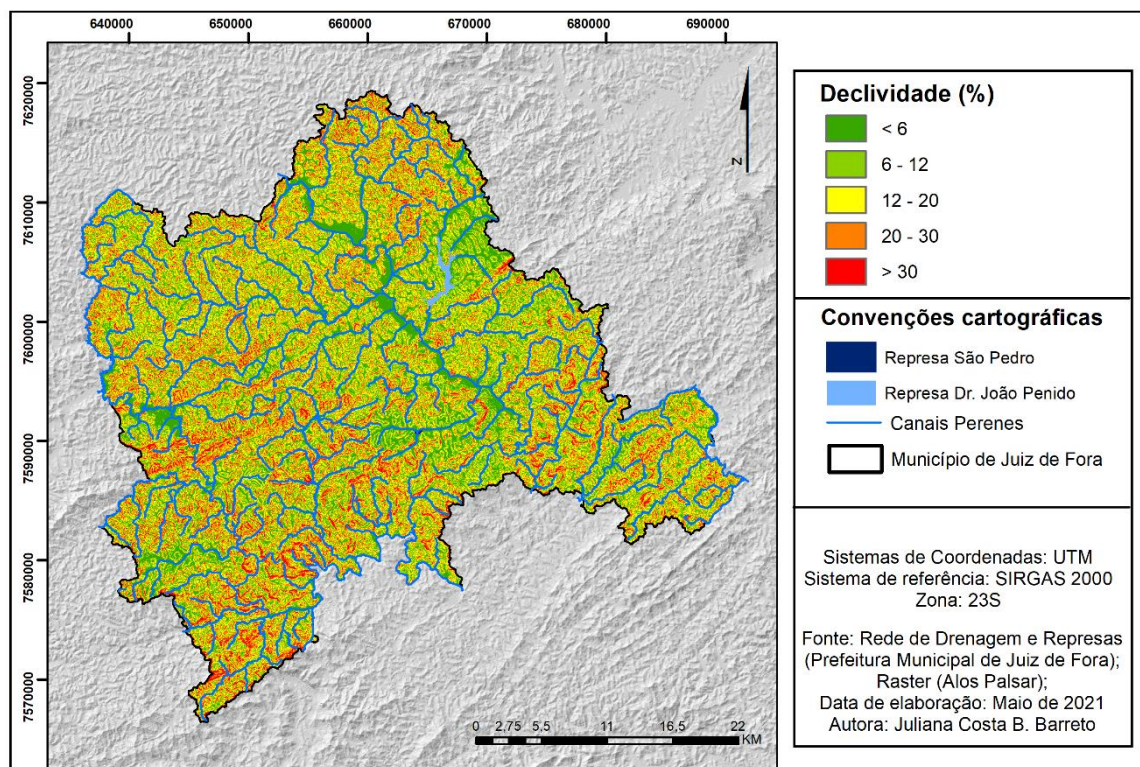 640000 650000 660000 670000 680000 690000
7620000
7610000
7600000
7590000
7580000
7570000
N
0 2,75 5,5 11 16,5 22
KM
Declividade (%)
< 6
6 - 12
12 - 20
20 - 30
> 30
Convenções cartográficas
Represa São Pedro
Represa Dr. João Penido
Canais Perenes
Município de Juiz de Fora
Sistemas de Coordenadas: UTM
Sistema de referência: SIRGAS 2000
Zona: 23S
Fonte: Rede de Drenagem e Represas
(Prefeitura Municipal de Juiz de Fora);
Raster (Alos Palsar);
Data de elaboração: Maio de 2021
Autora: Juliana Costa B. Barreto